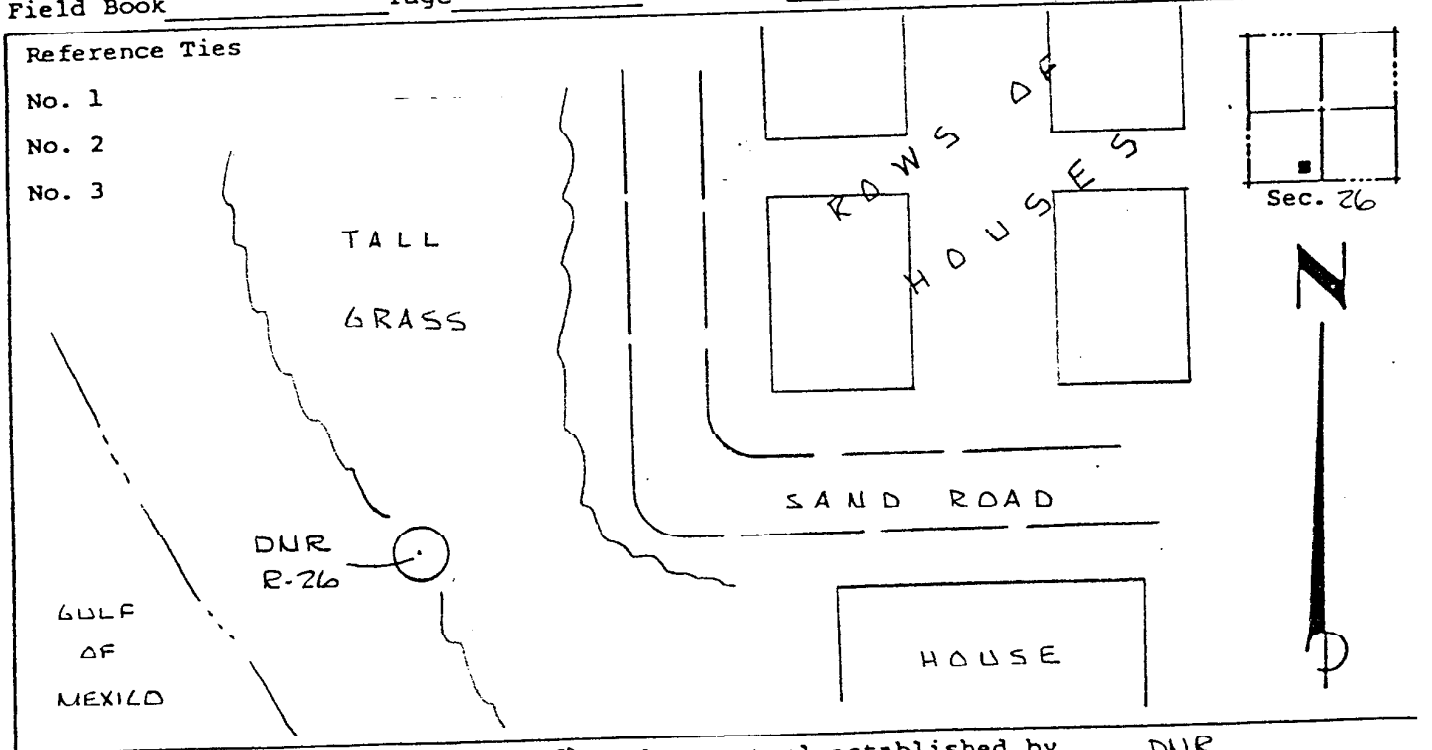 Field Book
Reference Ties
No. 1
No. 2
No. 3
TALL
GRASS
ROWS OF
HOUSES
Sec. 26
N
SAND ROAD
DNR
R-26
GULF
OF
MEXICO
HOUSE
established by DNR